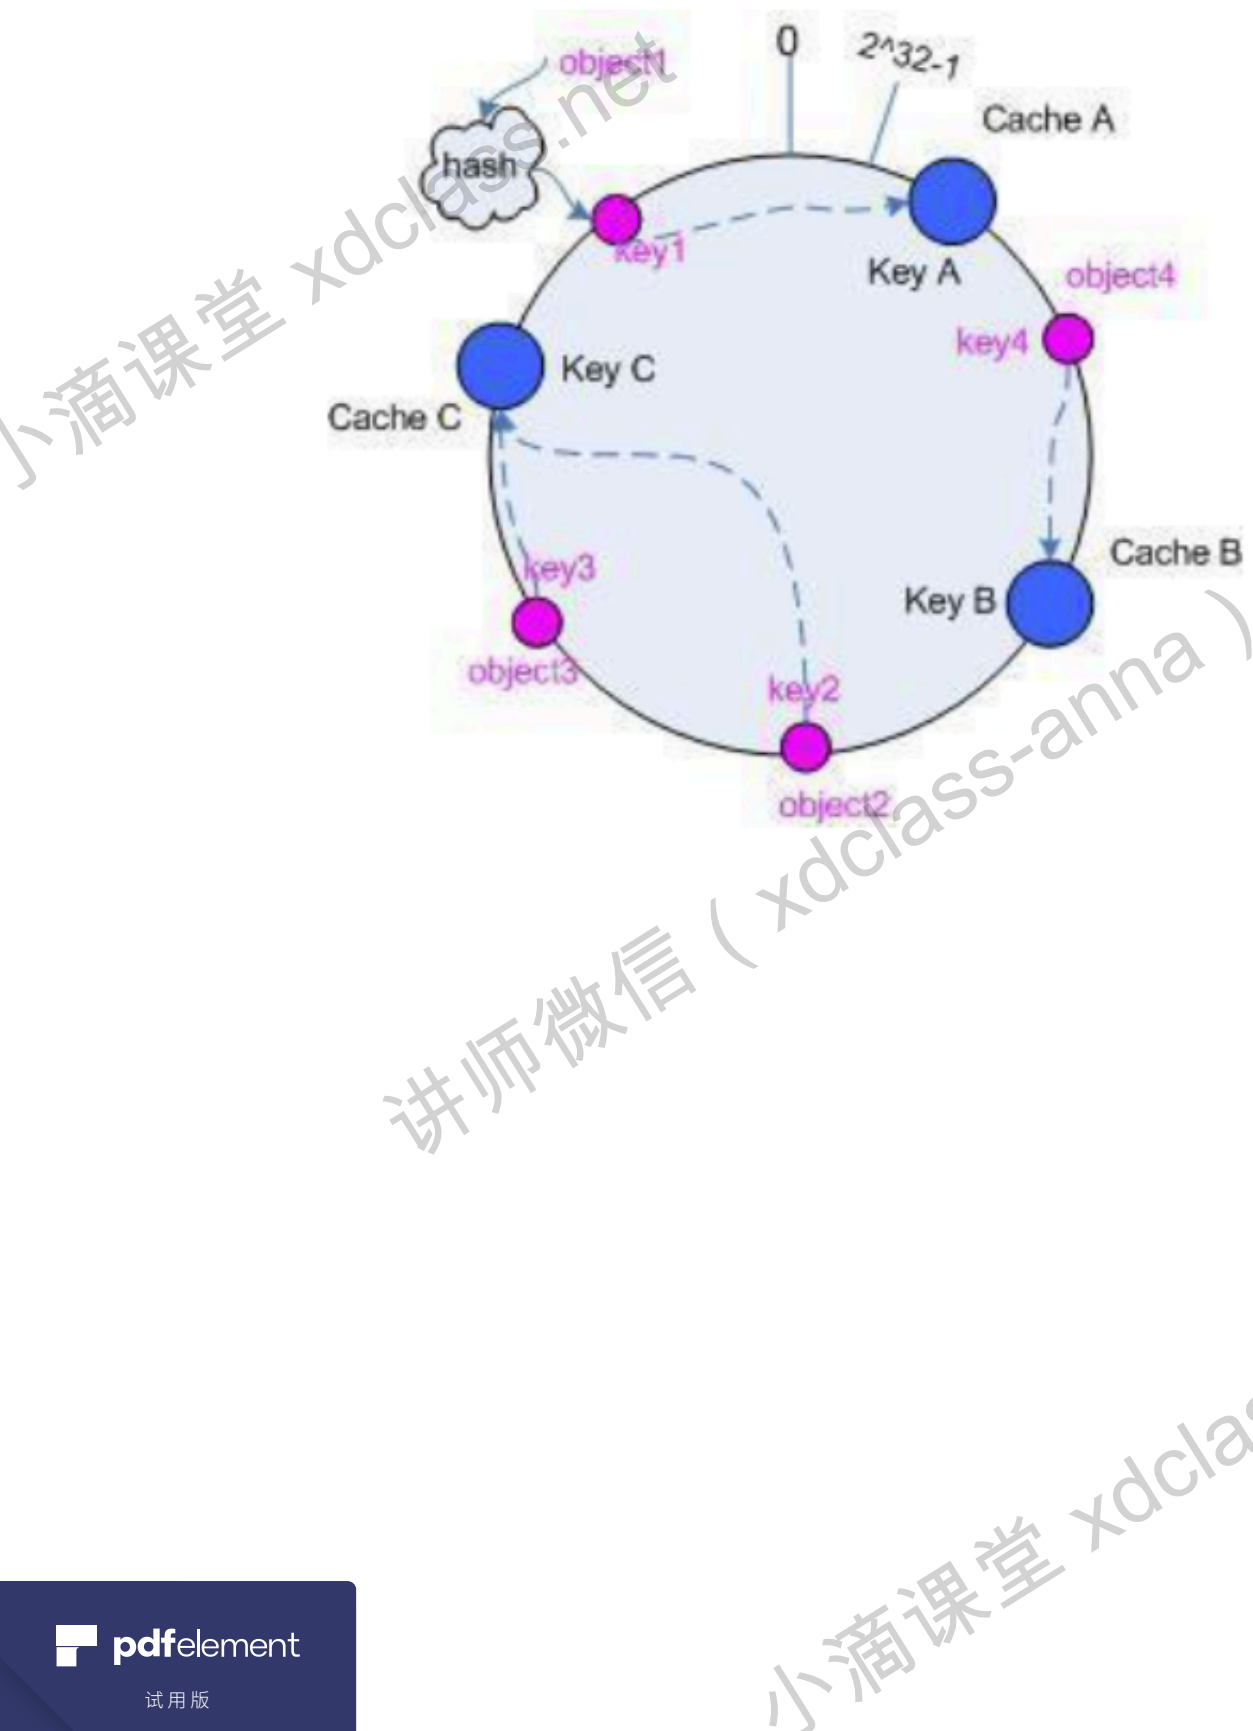 object1
0
2^32-1
Cache A
hash
key1
Key A
object4
key4
Key C
Cache C
Cache B
key3
Key B
object3
key2
object2
小滴课堂 xdclass.net
讲师微信（ xdclass-anna ）
小滴课堂 xdclas
pdfelement
试用版